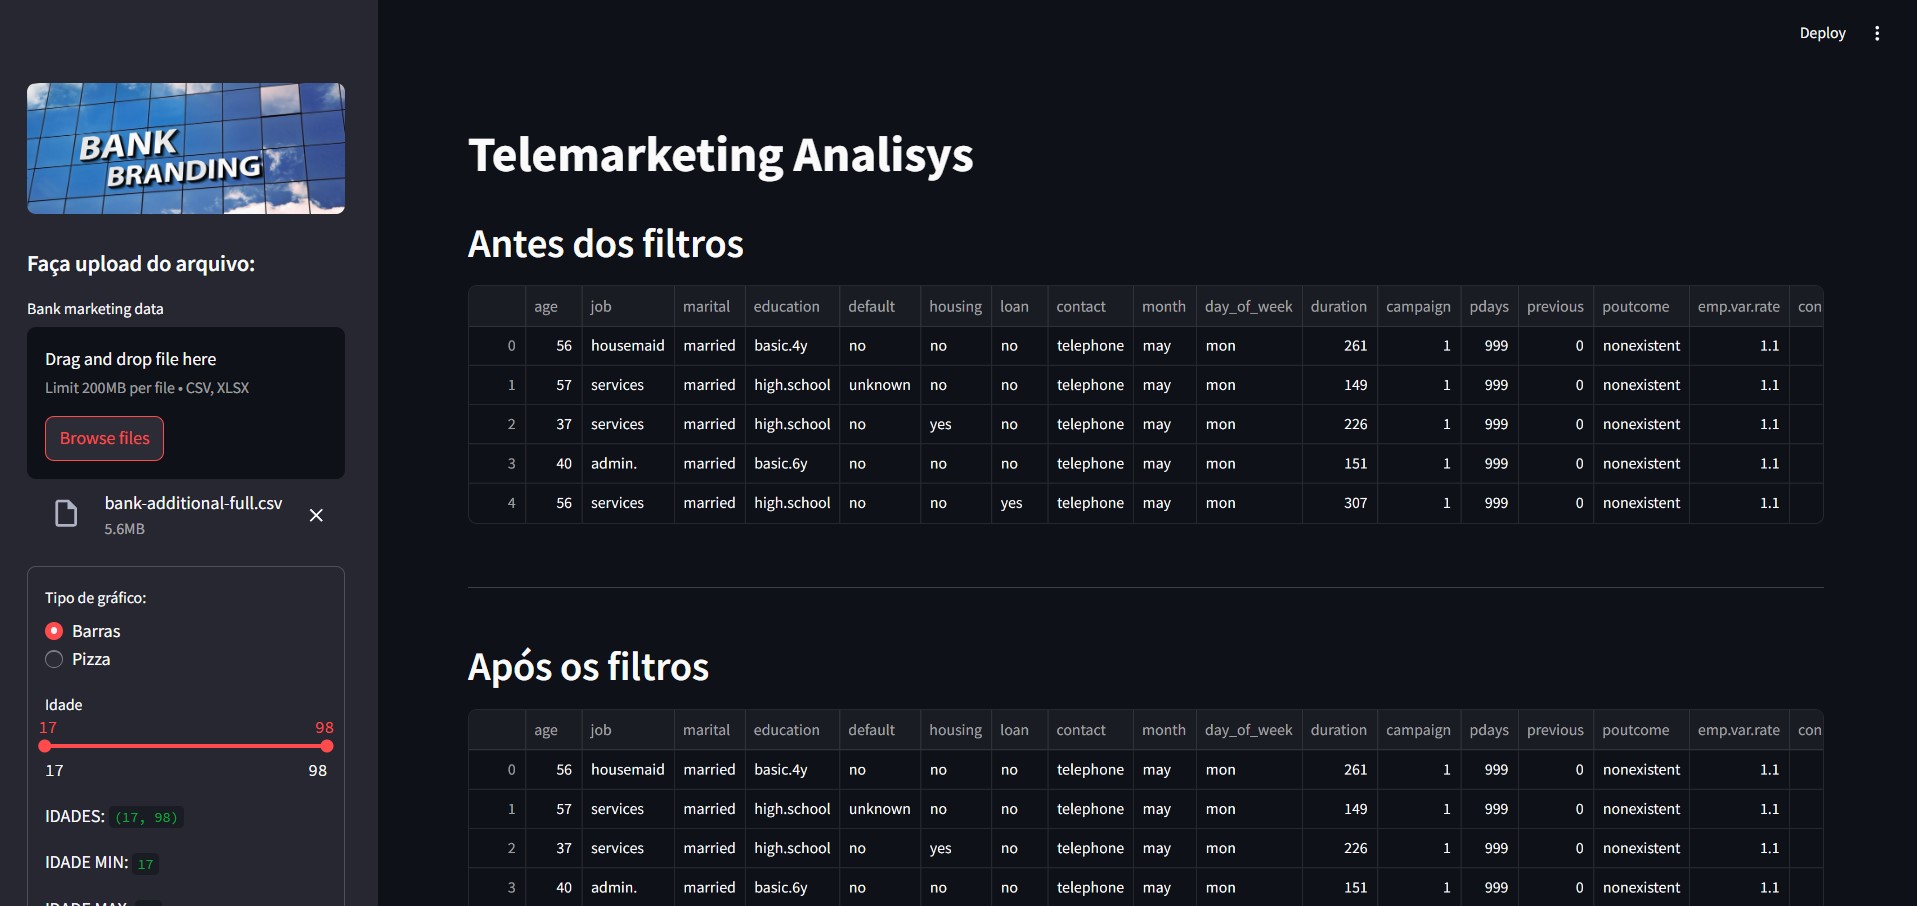 Deploy
BANK
BRANDING
Faça upload do arquivo:
Bank marketing data
Drag and drop file here
Limit 200MB per file • CSV, XLSX
Browse files
bank-additional-full.csv
5.6MB
Tipo de gráfico:
Barras
Pizza
Idade
17 98
17 98
IDADES: (17, 98)
IDADE MIN: 17
Telemarketing Analisys
Antes dos filtros
age job marital education default housing loan contact month day_of_week duration campaign pdays previous poutcome emp.var.rate con
0 56 housemaid married basic.4y no no no telephone may mon 261 1 999 0 nonexistent 1.1
1 57 services married high.school unknown no no telephone may mon 149 1 999 0 nonexistent 1.1
2 37 services married high.school no yes no telephone may mon 226 1 999 0 nonexistent 1.1
3 40 admin. married basic.6y no no no telephone may mon 151 1 999 0 nonexistent 1.1
4 56 services married high.school no no yes telephone may mon 307 1 999 0 nonexistent 1.1
Após os filtros
age job marital education default housing loan contact month day_of_week duration campaign pdays previous poutcome emp.var.rate con
0 56 housemaid married basic.4y no no no telephone may mon 261 1 999 0 nonexistent 1.1
1 57 services married high.school unknown no no telephone may mon 149 1 999 0 nonexistent 1.1
2 37 services married high.school no yes no telephone may mon 226 1 999 0 nonexistent 1.1
3 40 admin. married basic.6y no no no telephone may mon 151 1 999 0 nonexistent 1.1